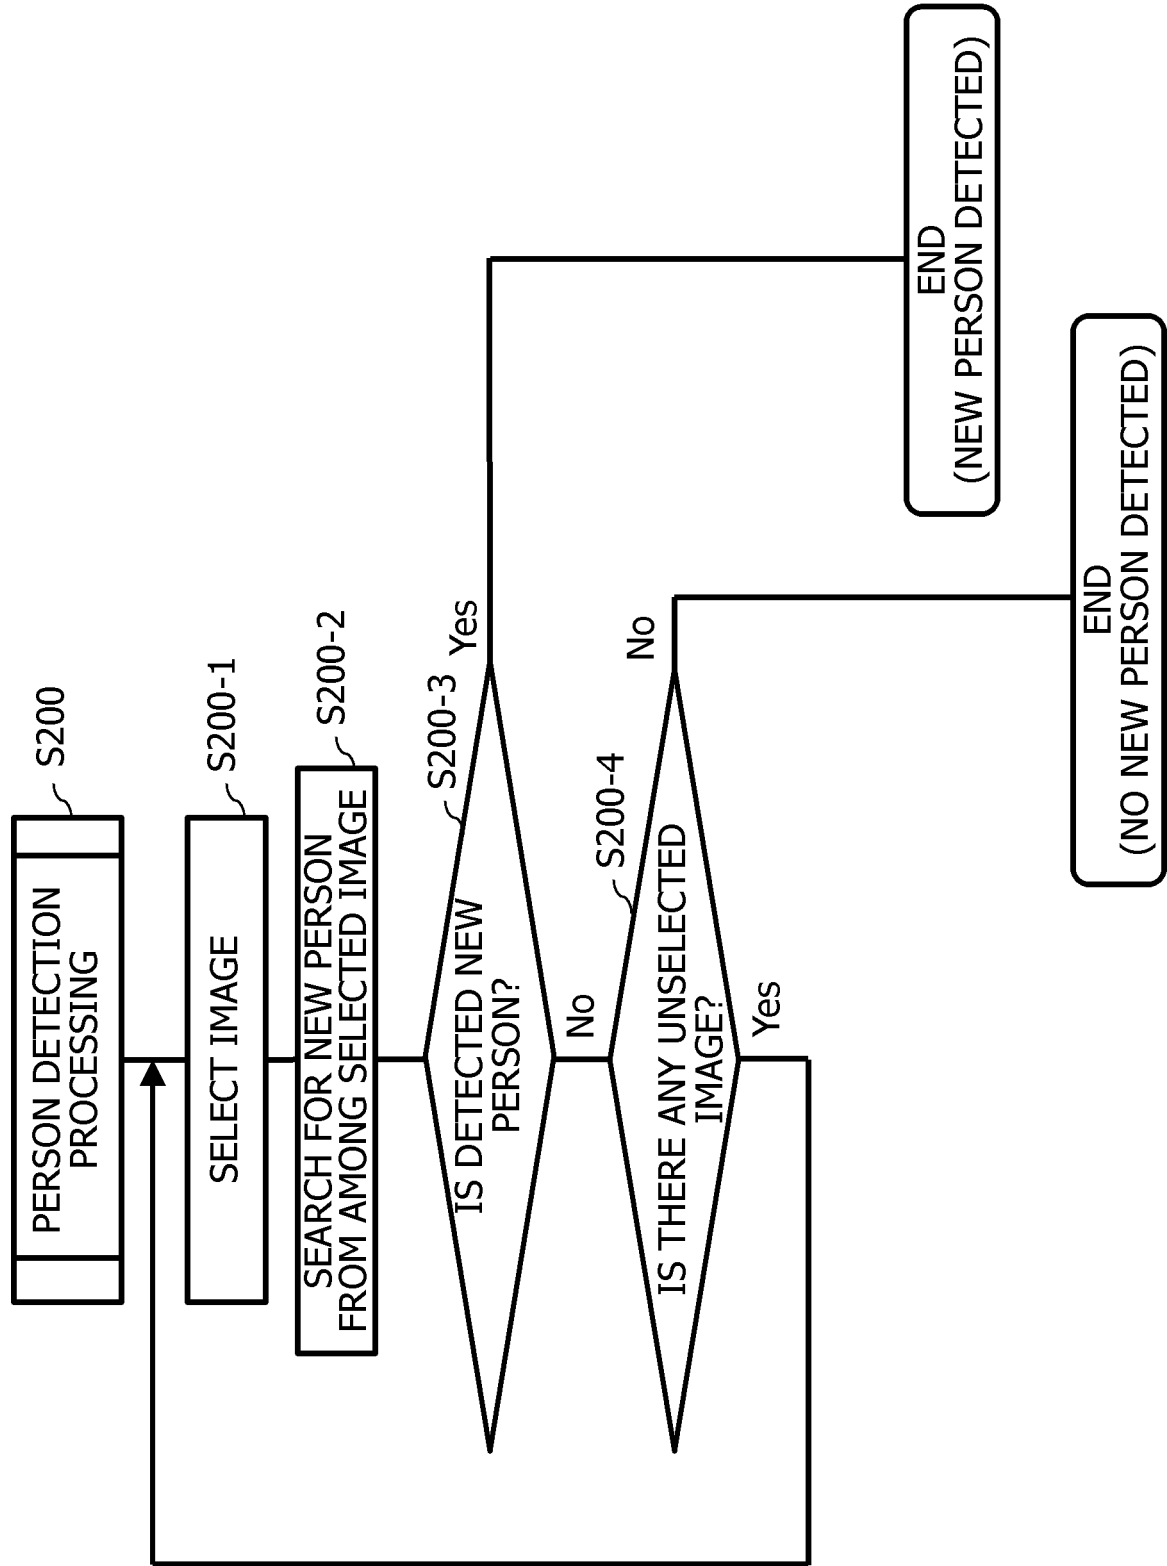 PERSON DETECTION
PROCESSING
S200
SELECT IMAGE
S200-1
SEARCH FOR NEW PERSON
FROM AMONG SELECTED IMAGE
S200-2
IS DETECTED NEW
PERSON?
S200-3
Yes
No
IS THERE ANY UNSELECTED
IMAGE?
S200-4
No
Yes
END
(NEW PERSON DETECTED)
END
(NO NEW PERSON DETECTED)